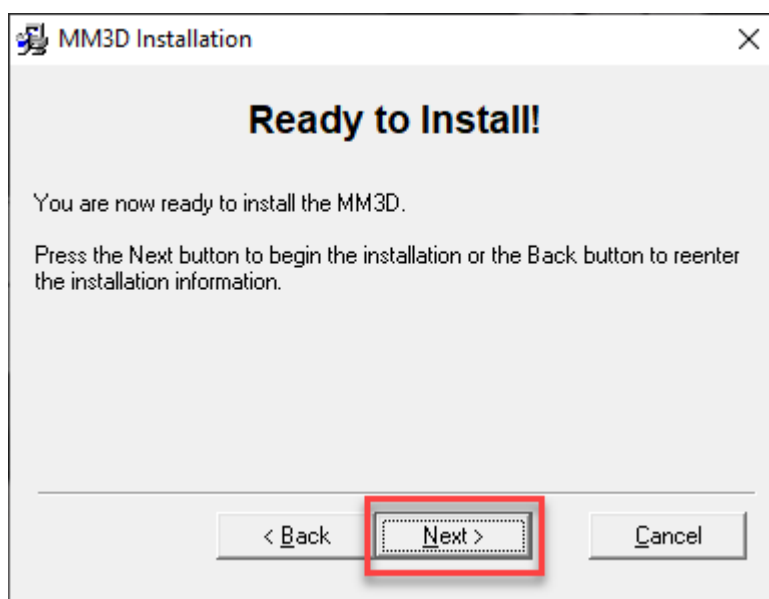 MM3D Installation
Ready to Install!
You are now ready to install the MM3D.
Press the Next button to begin the installation or the Back button to reenter
the installation information.
< Back
Next >
Cancel